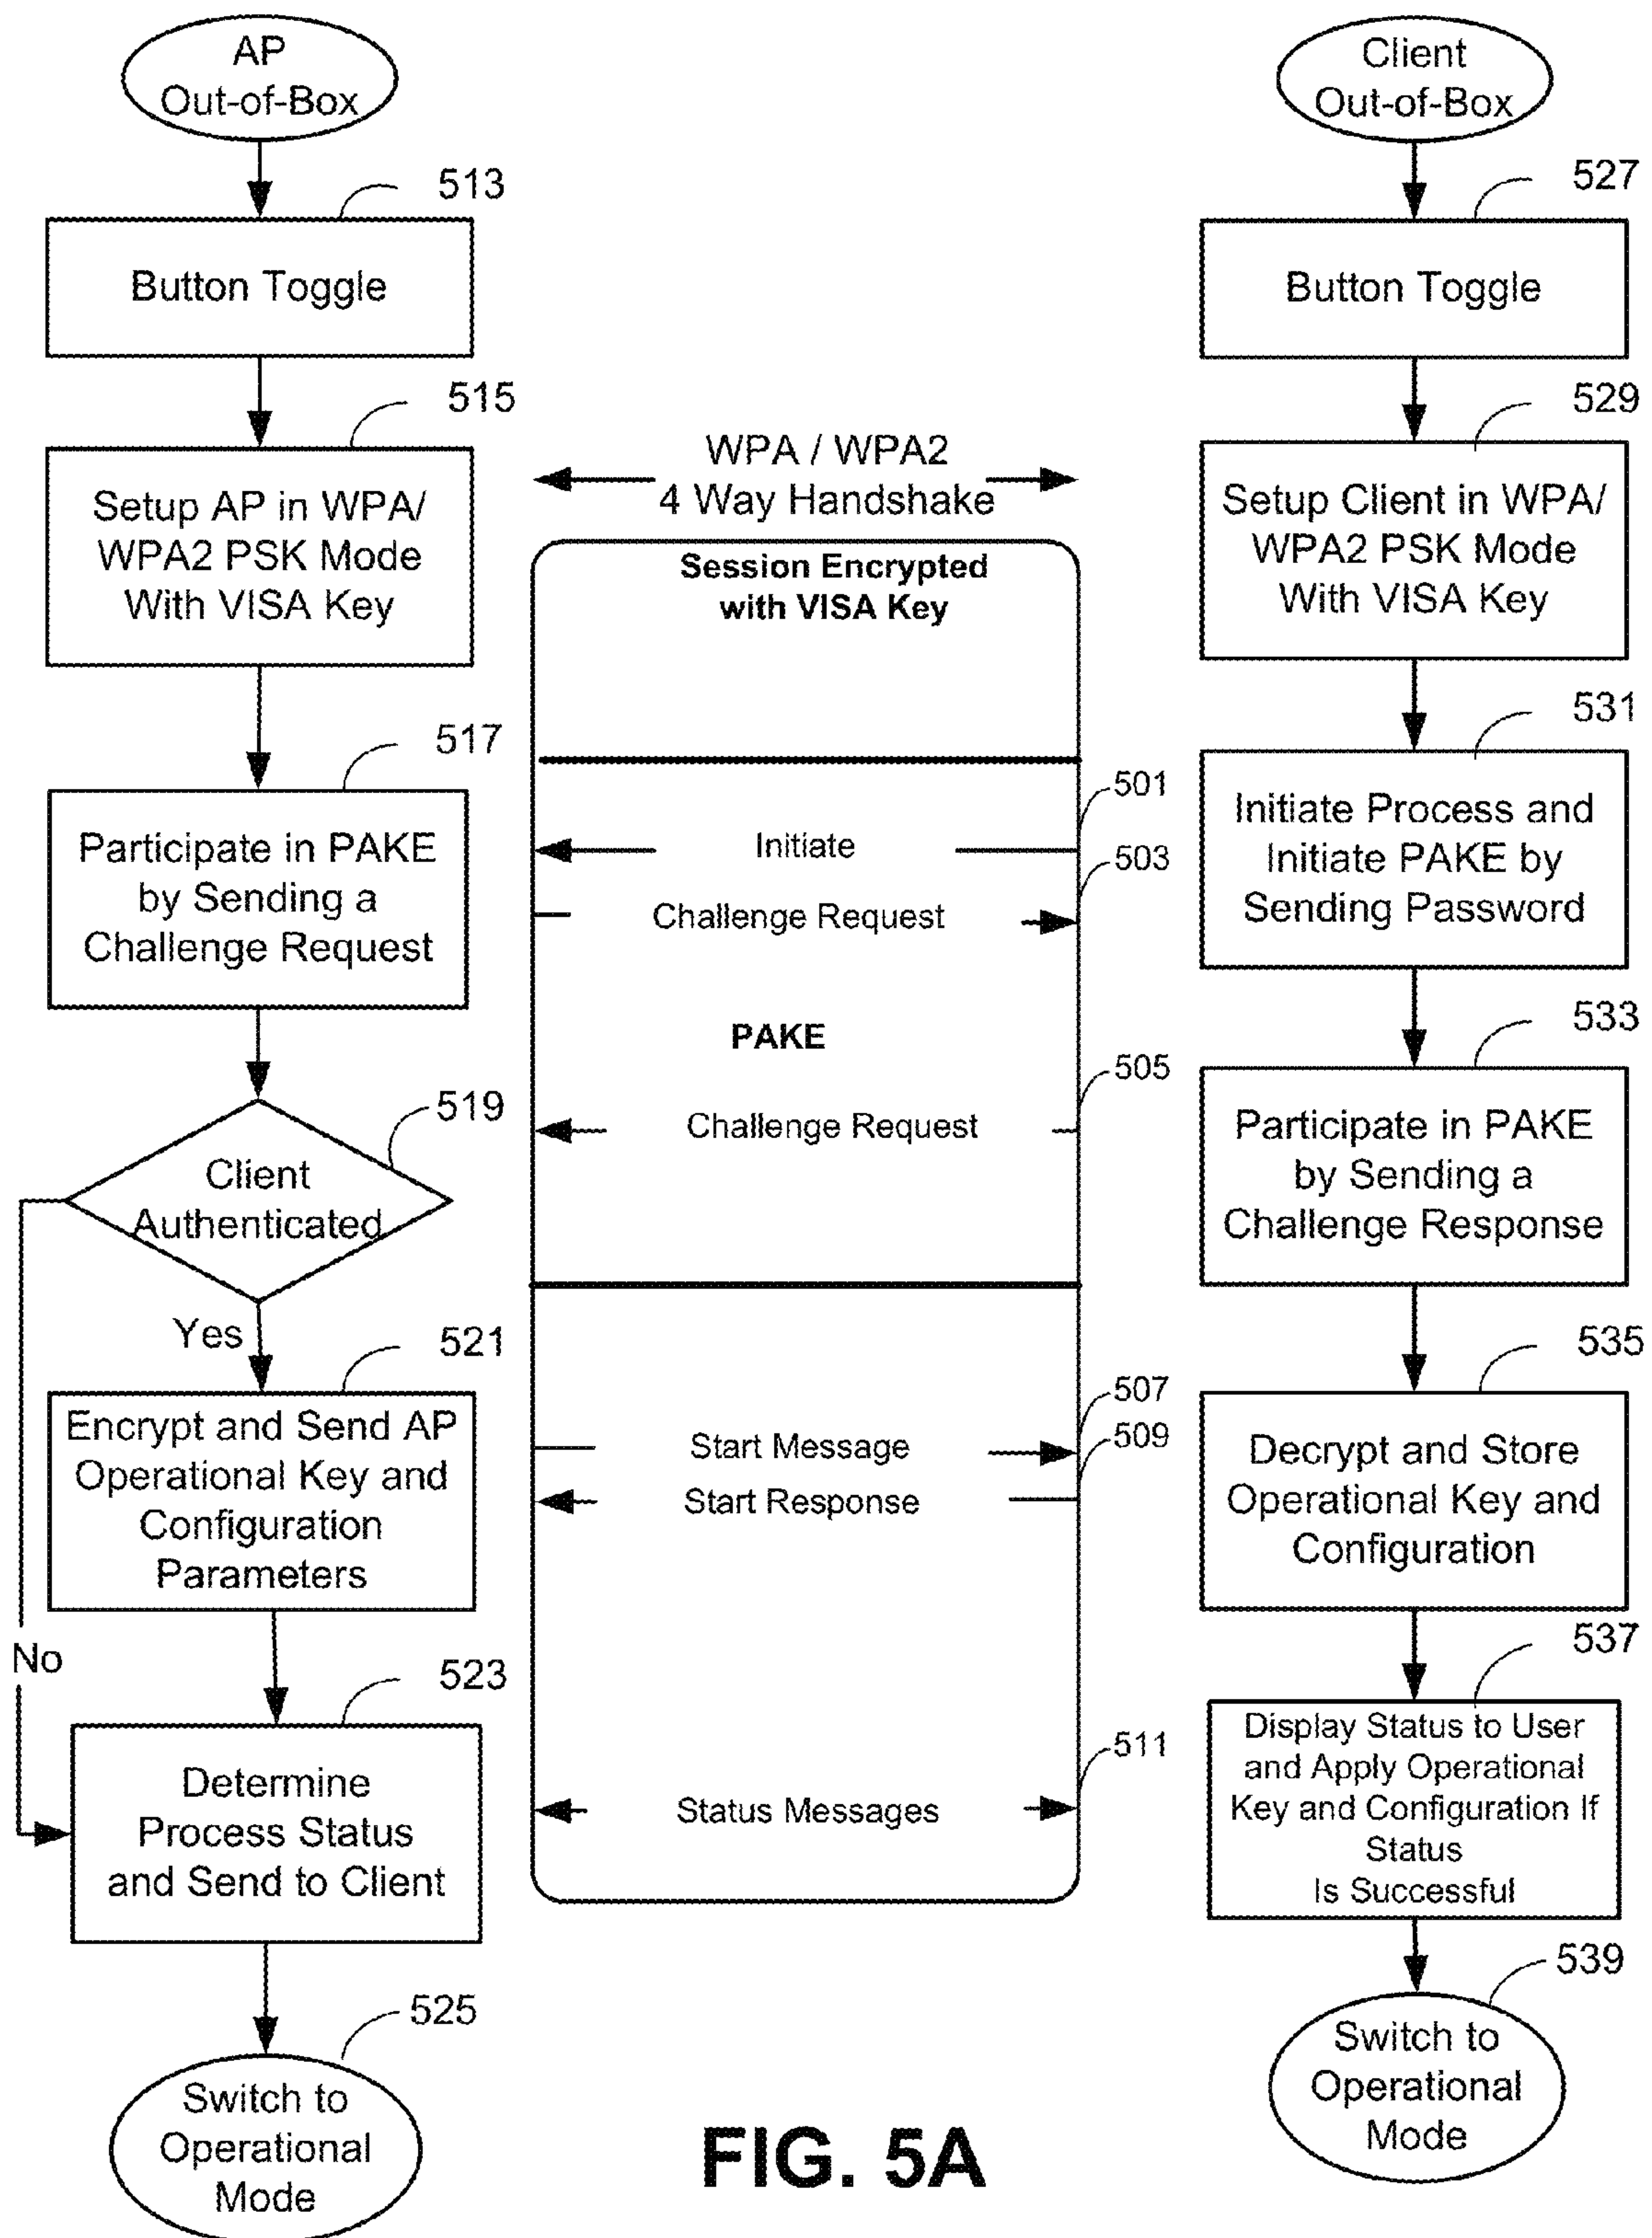 AP
Out-of-Box
513
Button Toggle
515
Setup AP in WPA/
WPA2 PSK Mode
With VISA Key
517
Participate in PAKE
by Sending a
Challenge Request
519
Client
Authenticated
Yes
521
Encrypt and Send AP
Operational Key and
Configuration
Parameters
No
523
Determine
Process Status
and Send to Client
525
Switch to
Operational
Mode
WPA / WPA2
4 Way Handshake
Session Encrypted
with VISA Key
501
Initiate
503
Challenge Request
PAKE
505
Challenge Request
507
Start Message
509
Start Response
511
Status Messages
Client
Out-of-Box
527
Button Toggle
529
Setup Client in WPA/
WPA2 PSK Mode
With VISA Key
531
Initiate Process and
Initiate PAKE by
Sending Password
533
Participate in PAKE
by Sending a
Challenge Response
535
Decrypt and Store
Operational Key and
Configuration
537
Display Status to User
and Apply Operational
Key and Configuration If
Status
Is Successful
539
Switch to
Operational
Mode
FIG. 5A